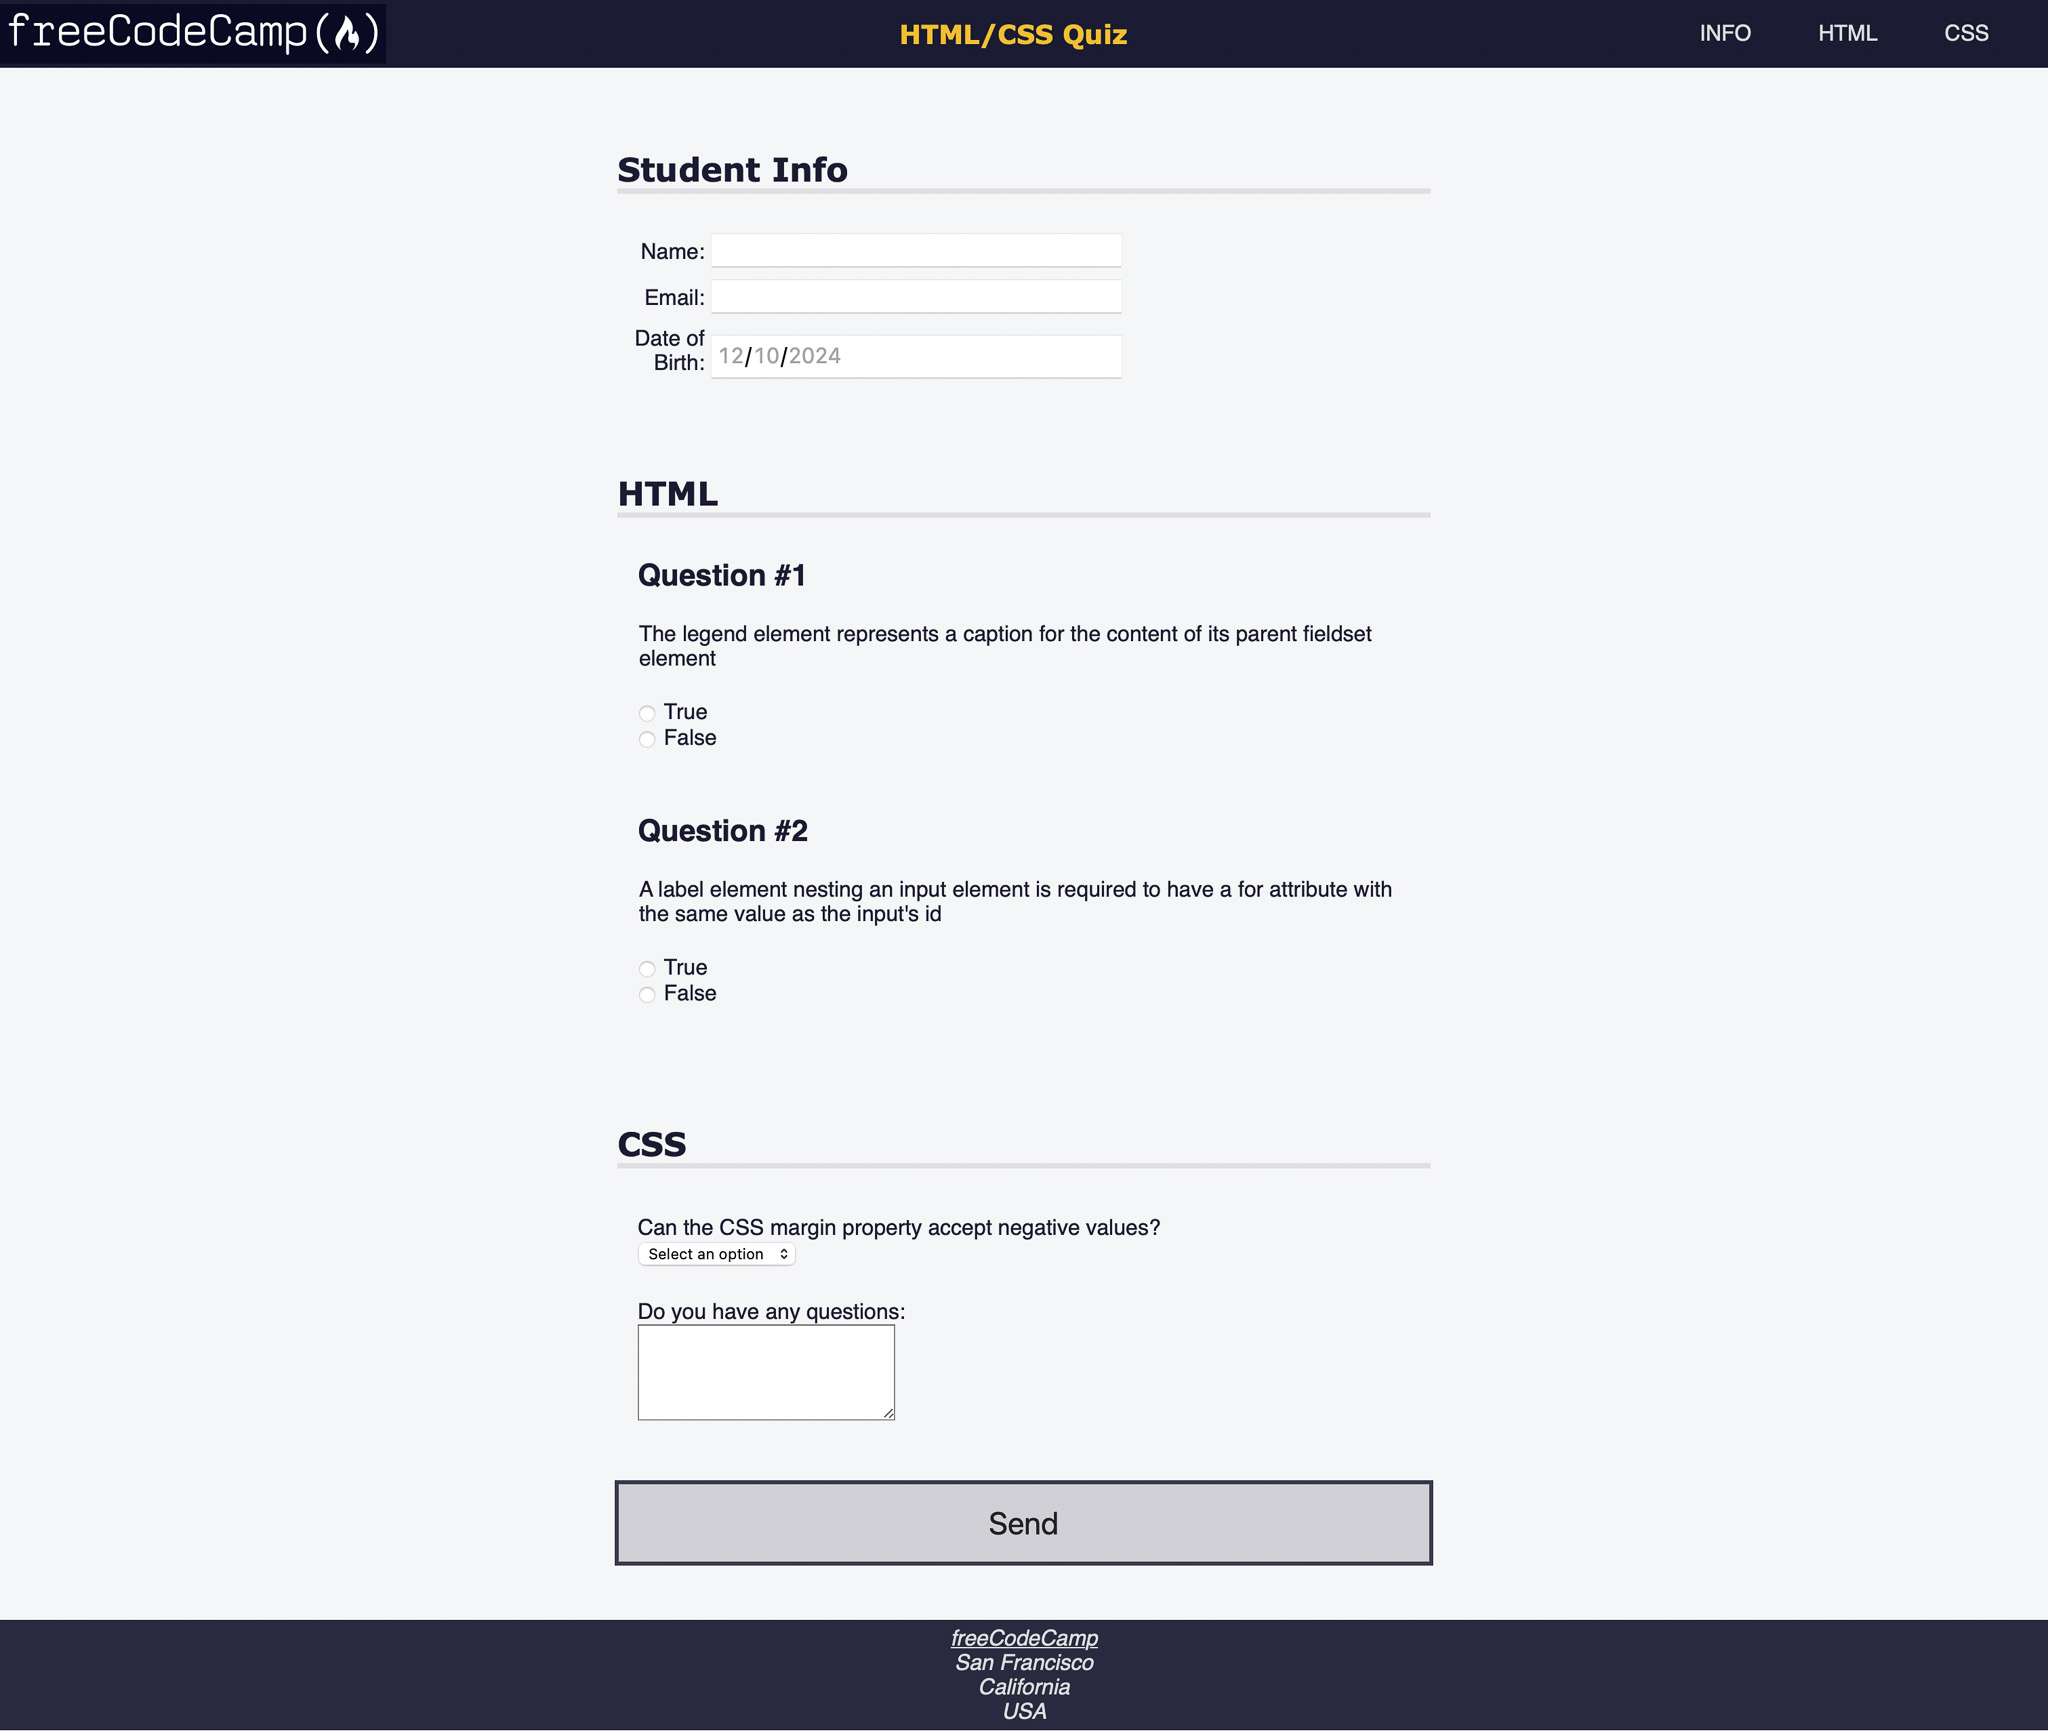 freeCodeCamp(🔥)
HTML/CSS Quiz
INFO
HTML
CSS
Student Info
Name:
Email:
Date of
Birth:
12/10/2024
HTML
Question #1
The legend element represents a caption for the content of its parent fieldset
element
True
False
Question #2
A label element nesting an input element is required to have a for attribute with
the same value as the input's id
True
False
CSS
Can the CSS margin property accept negative values?
Select an option
Do you have any questions:
Send
freeCodeCamp
San Francisco
California
USA